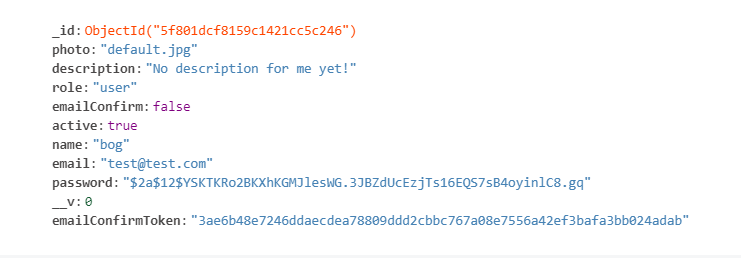 _id: ObjectId("5f801dcf8159c1421cc5c246")
photo: "default.jpg"
description: "No description for me yet!"
role: "user"
emailConfirm: false
active: true
name: "bog"
email: "test@test.com"
password: "$2a$12$YSKTKRo2BKXhKGMJlesWG.3JBZdUcEzjTs16EQS7sB4oyinlC8.gq"
__v: 0
emailConfirmToken: "3ae6b48e7246ddaecdea78809ddd2cbbc767a08e7556a42ef3bafa3bb024adab"